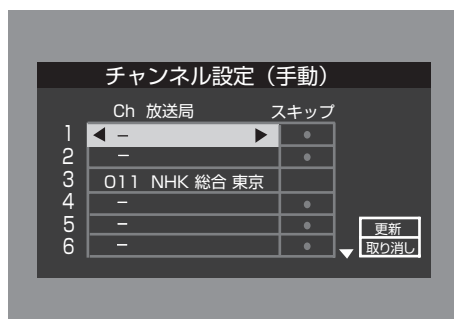 チャンネル設定（手動）
Ch 放送局 スキップ
1 ◀ − ▶ ●
2 − ●
3 011 NHK 総合 東京
4 − ●
5 − ● 更新
6 − ● ▼ 取り消し